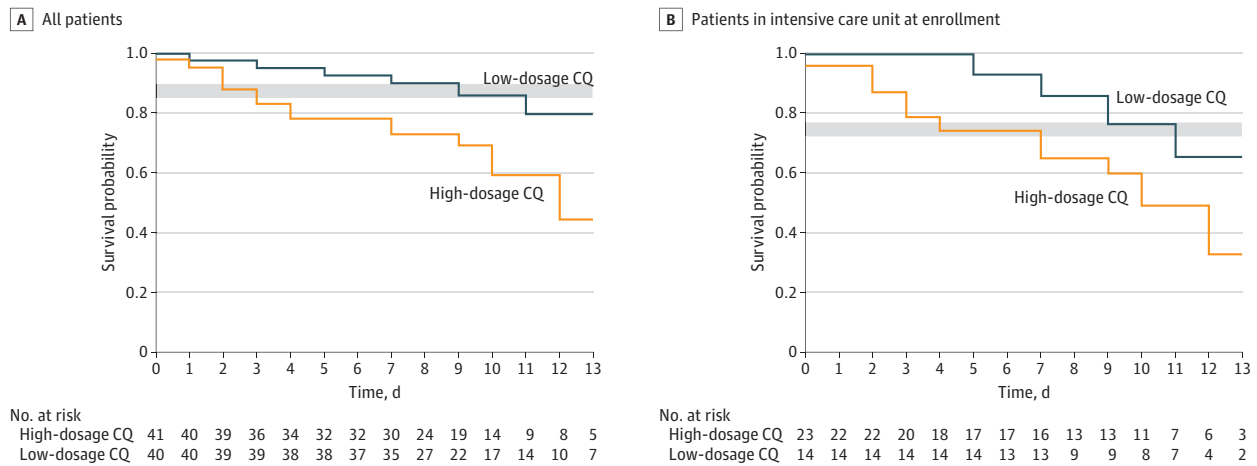 A All patients
1.0
0.8
0.6
0.4
0.2
0
Survival probability
Low-dosage CQ
High-dosage CQ
0 1 2 3 4 5 6 7 8 9 10 11 12 13
Time, d
No. at risk
High-dosage CQ 41 40 39 36 34 32 32 30 24 19 14 9 8 5
Low-dosage CQ 40 40 39 39 38 38 37 35 27 22 17 14 10 7
B Patients in intensive care unit at enrollment
1.0
0.8
0.6
0.4
0.2
0
Survival probability
Low-dosage CQ
High-dosage CQ
0 1 2 3 4 5 6 7 8 9 10 11 12 13
Time, d
No. at risk
High-dosage CQ 23 22 22 20 18 17 17 16 13 13 11 7 6 3
Low-dosage CQ 14 14 14 14 14 14 13 13 9 9 8 7 4 2